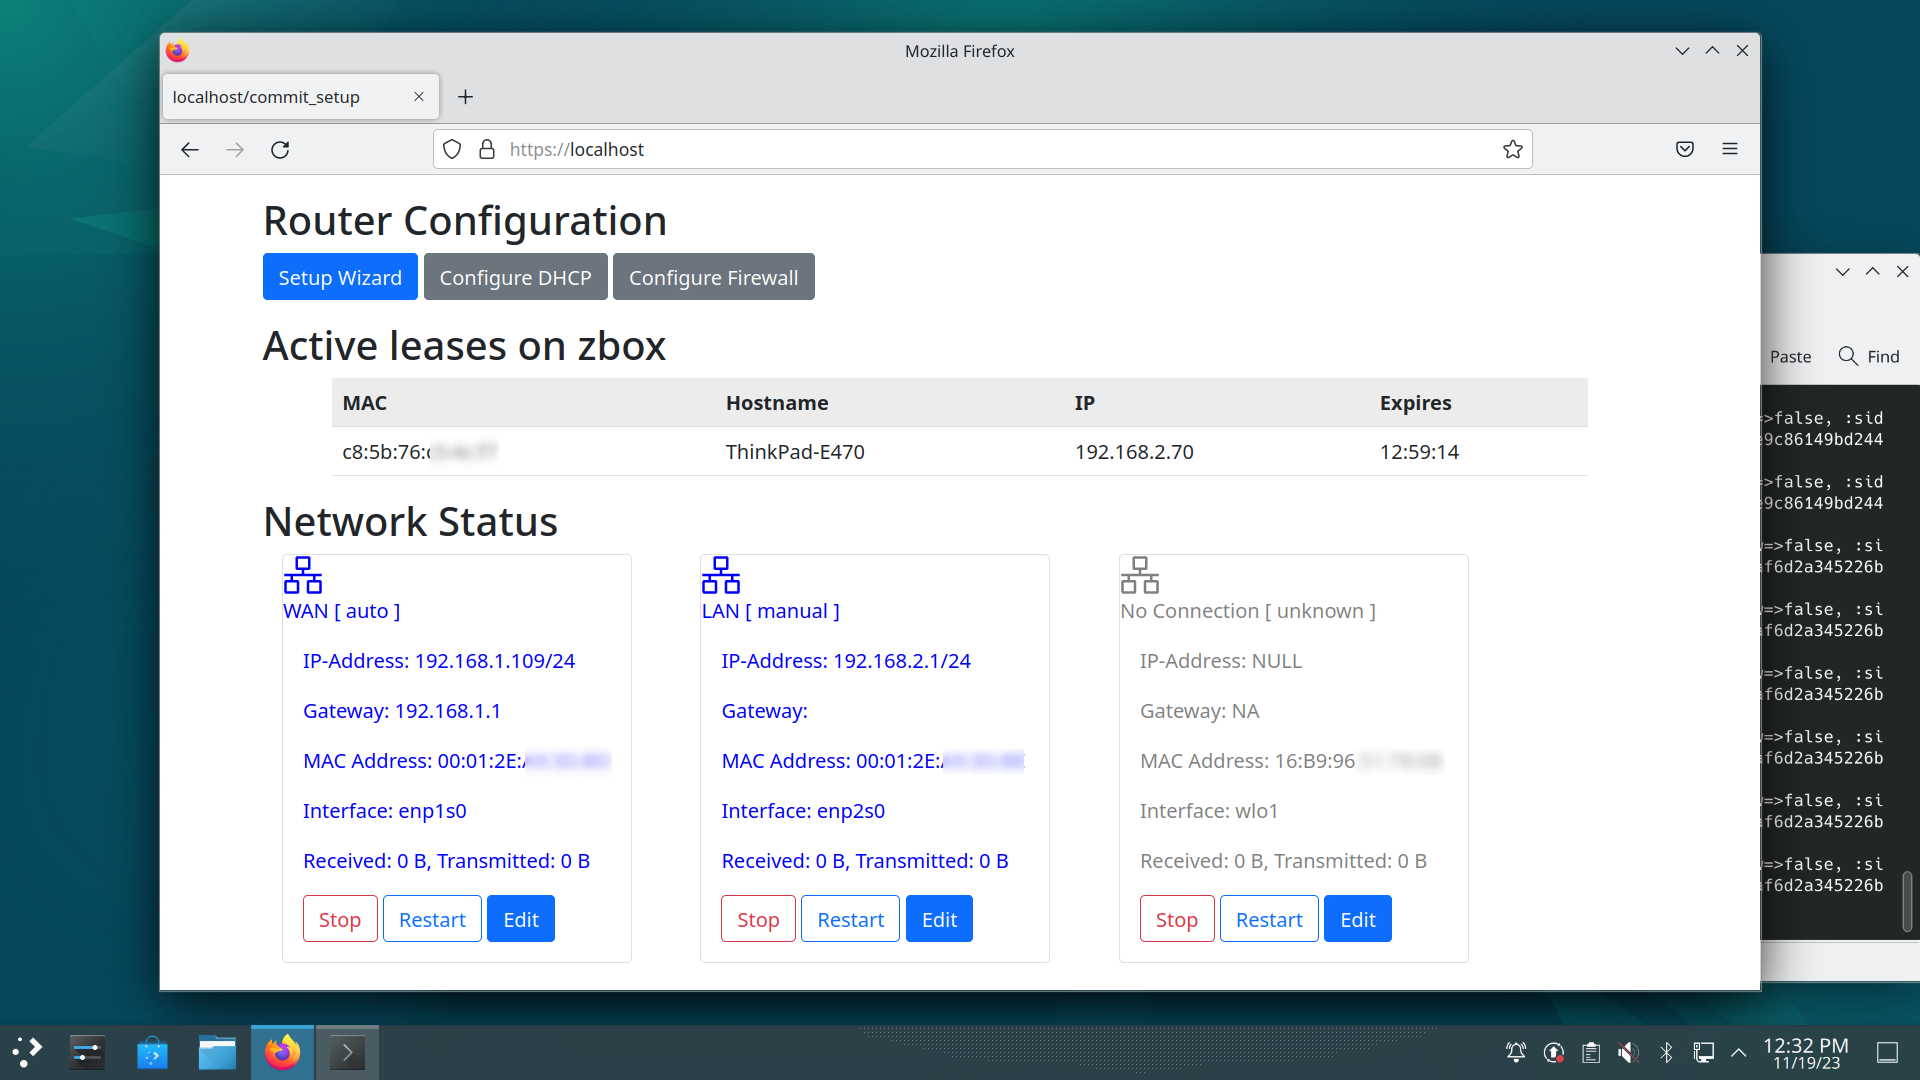 Mozilla Firefox
localhost/commit_setup
https://localhost
Router Configuration
Setup Wizard Configure DHCP Configure Firewall
Active leases on zbox
MAC Hostname IP Expires
c8:5b:76: ThinkPad-E470 192.168.2.70 12:59:14
Network Status
WAN [ auto ]
IP-Address: 192.168.1.109/24
Gateway: 192.168.1.1
MAC Address: 00:01:2E:
Interface: enp1s0
Received: 0 B, Transmitted: 0 B
Stop Restart Edit
LAN [ manual ]
IP-Address: 192.168.2.1/24
Gateway:
MAC Address: 00:01:2E:
Interface: enp2s0
Received: 0 B, Transmitted: 0 B
Stop Restart Edit
No Connection [ unknown ]
IP-Address: NULL
Gateway: NA
MAC Address: 16:B9:96
Interface: wlo1
Received: 0 B, Transmitted: 0 B
Stop Restart Edit
Paste Find
=>false, :sid
9c86149bd244
=>false, :sid
9c86149bd244
=>false, :si
f6d2a345226b
=>false, :si
f6d2a345226b
=>false, :si
f6d2a345226b
=>false, :si
f6d2a345226b
=>false, :si
f6d2a345226b
=>false, :si
f6d2a345226b
12:32 PM
11/19/23